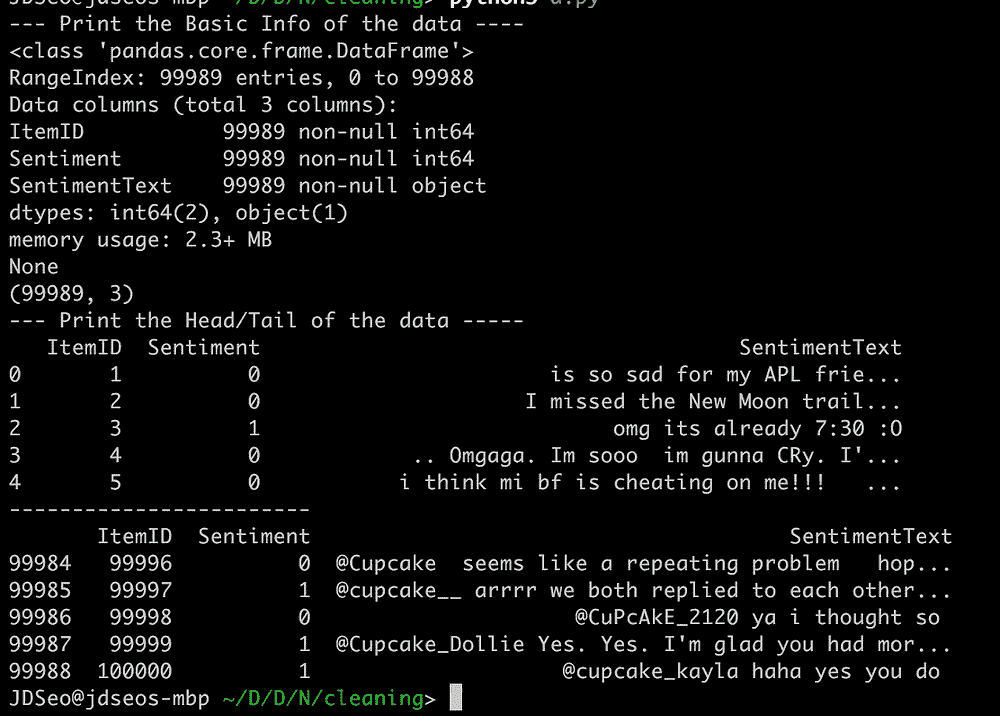 JDSeo@jdseos-mbp ~/D/D/N/cleaning> python3 a.py
--- Print the Basic Info of the data ----
<class 'pandas.core.frame.DataFrame'>
RangeIndex: 99989 entries, 0 to 99988
Data columns (total 3 columns):
ItemID           99989 non-null int64
Sentiment        99989 non-null int64
SentimentText    99989 non-null object
dtypes: int64(2), object(1)
memory usage: 2.3+ MB
None
(99989, 3)
--- Print the Head/Tail of the data -----
   ItemID  Sentiment                                      SentimentText
0       1          0                       is so sad for my APL frie...
1       2          0                     I missed the New Moon trail...
2       3          1                            omg its already 7:30 :O
3       4          0            .. Omgaga. Im sooo  im gunna CRy. I'...
4       5          0           i think mi bf is cheating on me!!!   ...
------------------------
       ItemID  Sentiment                                      SentimentText
99984   99996          0  @Cupcake  seems like a repeating problem   hop...
99985   99997          1  @cupcake__ arrrr we both replied to each other...
99986   99998          0                     @CuPcAkE_2120 ya i thought so
99987   99999          1  @Cupcake_Dollie Yes. Yes. I'm glad you had mor...
99988  100000          1                    @cupcake_kayla haha yes you do
JDSeo@jdseos-mbp ~/D/D/N/cleaning>